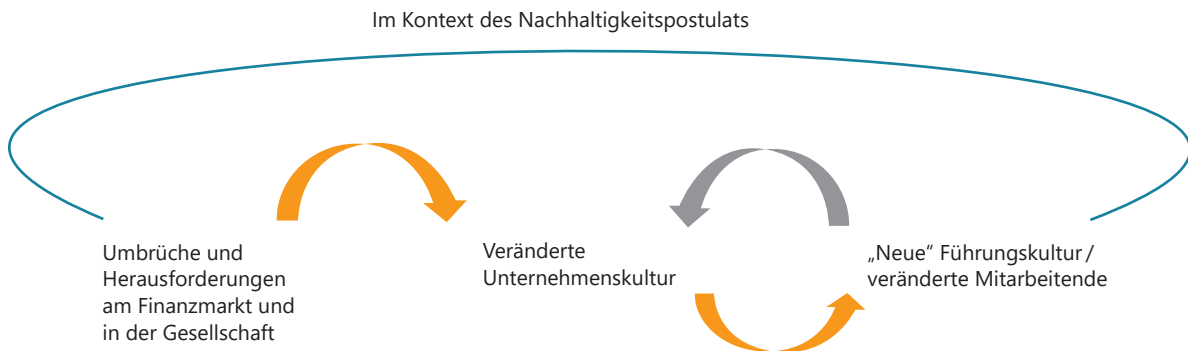 Im Kontext des Nachhaltigkeitspostulats
Umbrüche und
Herausforderungen
am Finanzmarkt und
in der Gesellschaft
Veränderte
Unternehmenskultur
„Neue“ Führungskultur /
veränderte Mitarbeitende